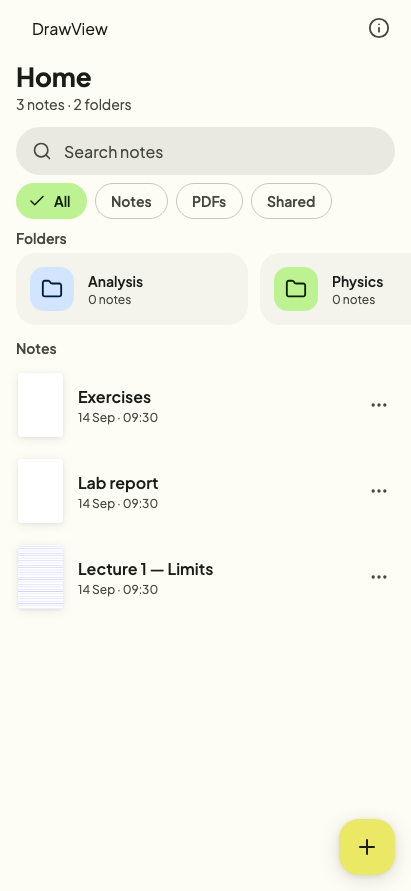 DrawView
Home
3 notes · 2 folders
Search notes
All
Notes
PDFs
Shared
Folders
Analysis
0 notes
Physics
0 notes
Notes
Exercises
14 Sep · 09:30
Lab report
14 Sep · 09:30
Lecture 1 — Limits
14 Sep · 09:30